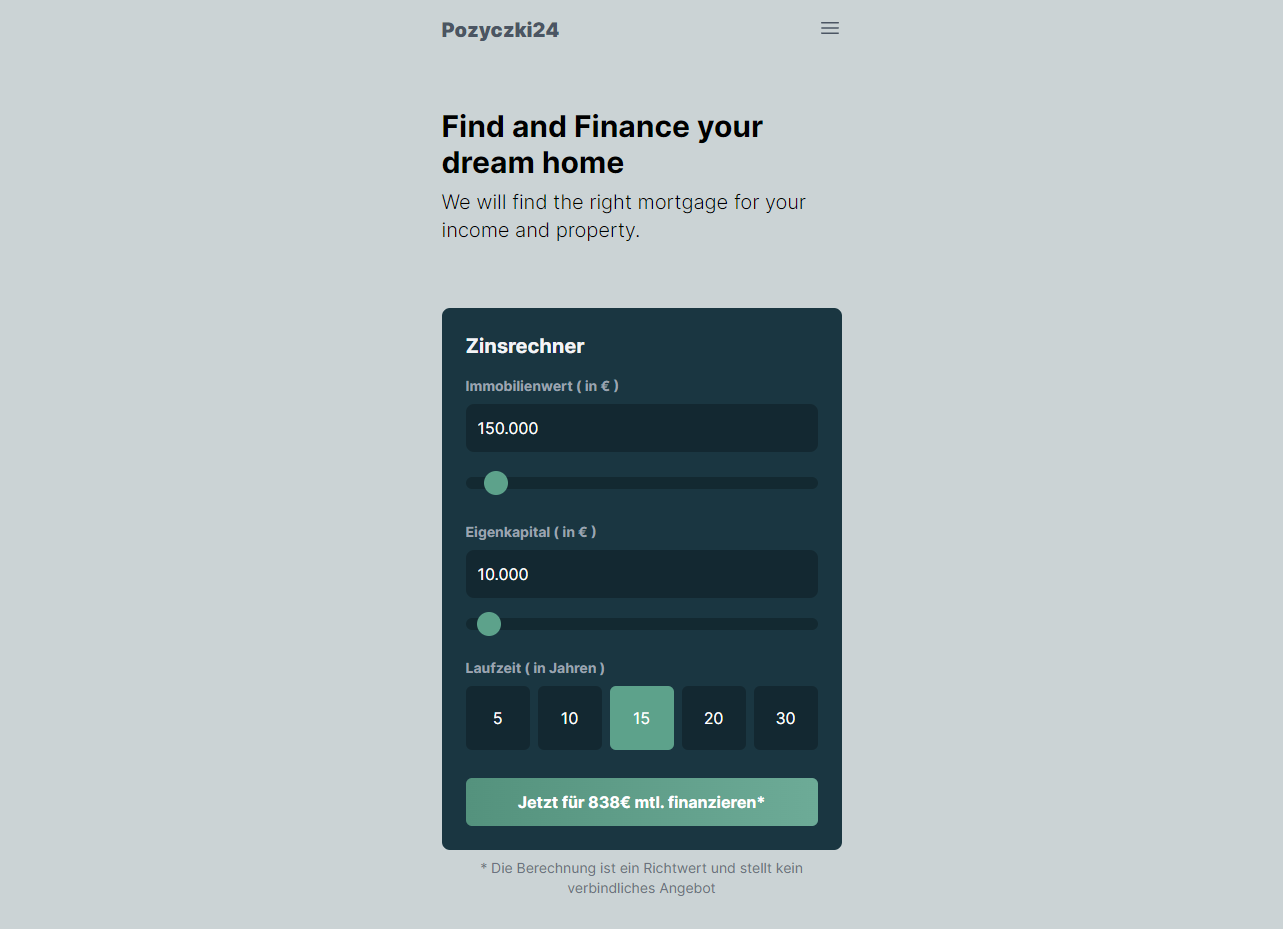 Pozyczki24
Find and Finance your
dream home
We will find the right mortgage for your
income and property.
Zinsrechner
Immobilienwert ( in € )
150.000
Eigenkapital ( in € )
10.000
Laufzeit ( in Jahren )
5 10 15 20 30
Jetzt für 838€ mtl. finanzieren*
* Die Berechnung ist ein Richtwert und stellt kein
verbindliches Angebot